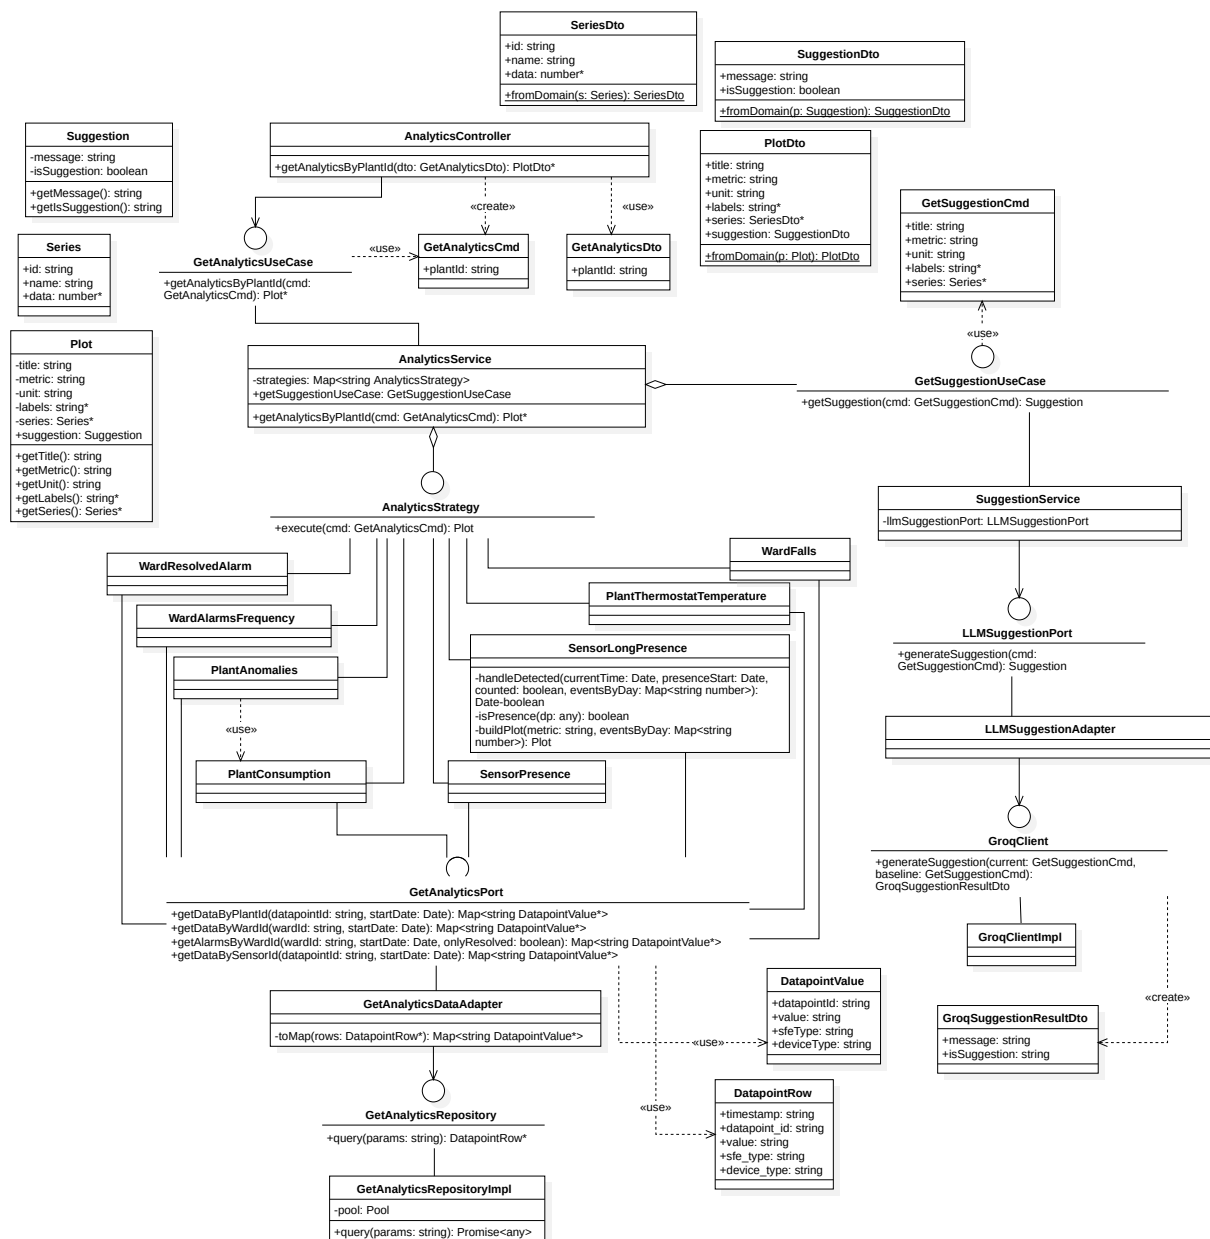 SeriesDto
+id: string
+name: string
+data: number*
+fromDomain(s: Series): SeriesDto
SuggestionDto
+message: string
+isSuggestion: boolean
+fromDomain(p: Suggestion): SuggestionDto
Suggestion
-message: string
-isSuggestion: boolean
+getMessage(): string
+getIsSuggestion(): string
AnalyticsController
+getAnalyticsByPlantId(dto: GetAnalyticsDto): PlotDto*
PlotDto
+title: string
+metric: string
+unit: string
+labels: string*
+series: SeriesDto*
+suggestion: SuggestionDto
+fromDomain(p: Plot): PlotDto
GetSuggestionCmd
+title: string
+metric: string
+unit: string
+labels: string*
+series: Series*
«create»
«use»
Series
+id: string
+name: string
+data: number*
GetAnalyticsUseCase
+getAnalyticsByPlantId(cmd:
GetAnalyticsCmd): Plot*
«use»
GetAnalyticsCmd
+plantId: string
GetAnalyticsDto
+plantId: string
«use»
Plot
-title: string
-metric: string
-unit: string
-labels: string*
-series: Series*
+suggestion: Suggestion
+getTitle(): string
+getMetric(): string
+getUnit(): string
+getLabels(): string*
+getSeries(): Series*
AnalyticsService
-strategies: Map<string AnalyticsStrategy>
+getSuggestionUseCase: GetSuggestionUseCase
+getAnalyticsByPlantId(cmd: GetAnalyticsCmd): Plot*
GetSuggestionUseCase
+getSuggestion(cmd: GetSuggestionCmd): Suggestion
AnalyticsStrategy
+execute(cmd: GetAnalyticsCmd): Plot
SuggestionService
-llmSuggestionPort: LLMSuggestionPort
WardResolvedAlarm
WardFalls
WardAlarmsFrequency
PlantThermostatTemperature
PlantAnomalies
SensorLongPresence
-handleDetected(currentTime: Date, presenceStart: Date,
counted: boolean, eventsByDay: Map<string number>):
Date-boolean
-isPresence(dp: any): boolean
-buildPlot(metric: string, eventsByDay: Map<string
number>): Plot
LLMSuggestionPort
+generateSuggestion(cmd:
GetSuggestionCmd): Suggestion
«use»
LLMSuggestionAdapter
PlantConsumption
SensorPresence
GroqClient
+generateSuggestion(current: GetSuggestionCmd,
baseline: GetSuggestionCmd):
GroqSuggestionResultDto
GetAnalyticsPort
+getDataByPlantId(datapointId: string, startDate: Date): Map<string DatapointValue*>
+getDataByWardId(wardId: string, startDate: Date): Map<string DatapointValue*>
+getAlarmsByWardId(wardId: string, startDate: Date, onlyResolved: boolean): Map<string DatapointValue*>
+getDataBySensorId(datapointId: string, startDate: Date): Map<string DatapointValue*>
GroqClientImpl
GetAnalyticsDataAdapter
-toMap(rows: DatapointRow*): Map<string DatapointValue*>
DatapointValue
+datapointId: string
+value: string
+sfeType: string
+deviceType: string
«use»
«create»
GroqSuggestionResultDto
+message: string
+isSuggestion: string
GetAnalyticsRepository
+query(params: string): DatapointRow*
«use»
DatapointRow
+timestamp: string
+datapoint_id: string
+value: string
+sfe_type: string
+device_type: string
GetAnalyticsRepositoryImpl
-pool: Pool
+query(params: string): Promise<any>